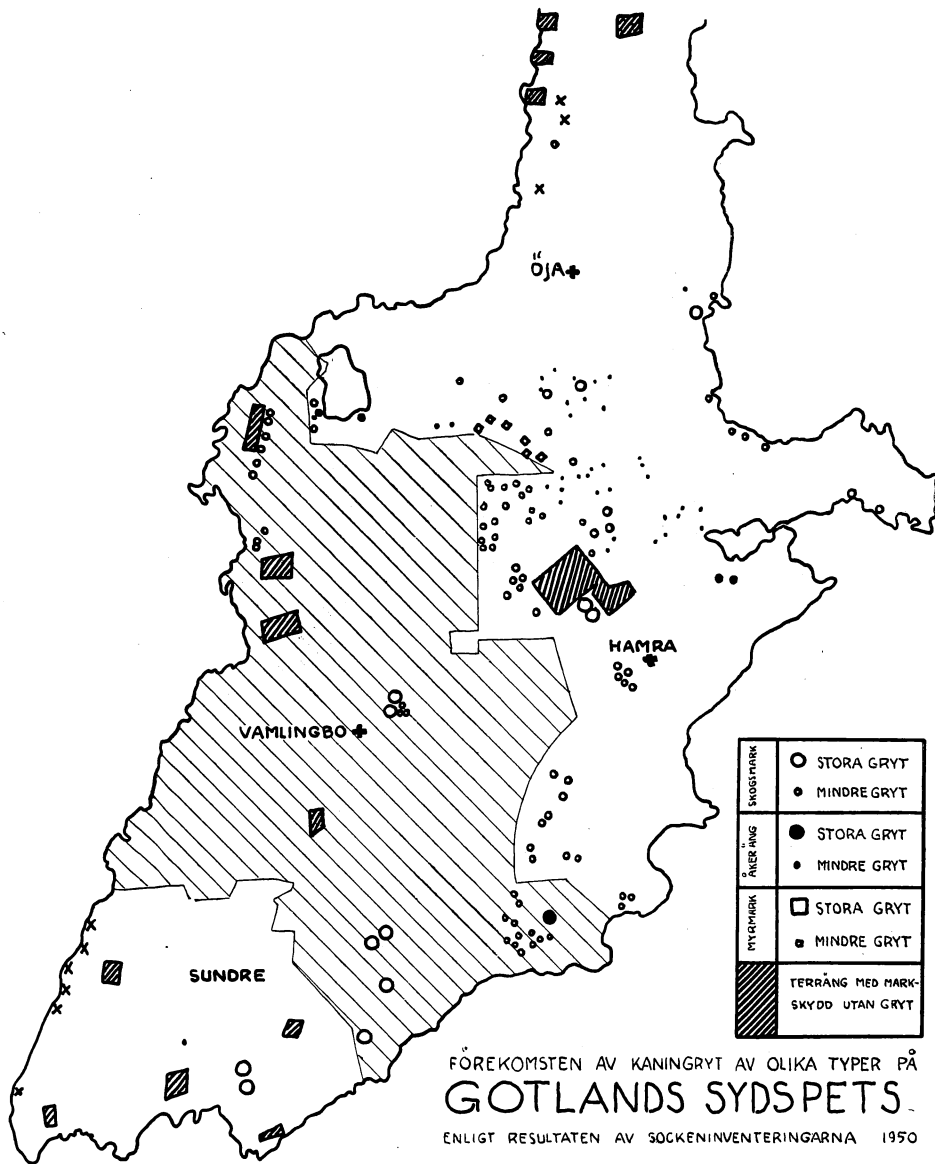 ÖJA
HAMRA
VAMLINGBO
SUNDRE
SKOGSMARK
STORA GRYT
MINDRE GRYT
ÅKER ÄNG
STORA GRYT
MINDRE GRYT
MYRMARK
STORA GRYT
MINDRE GRYT
TERRÄNG MED MARK-
SKYDD UTAN GRYT
FÖREKOMSTEN AV KANINGRYT AV OLIKA TYPER PÅ
GOTLANDS SYDSPETS
ENLIGT RESULTATEN AV SOCKENINVENTERINGARNA 1950